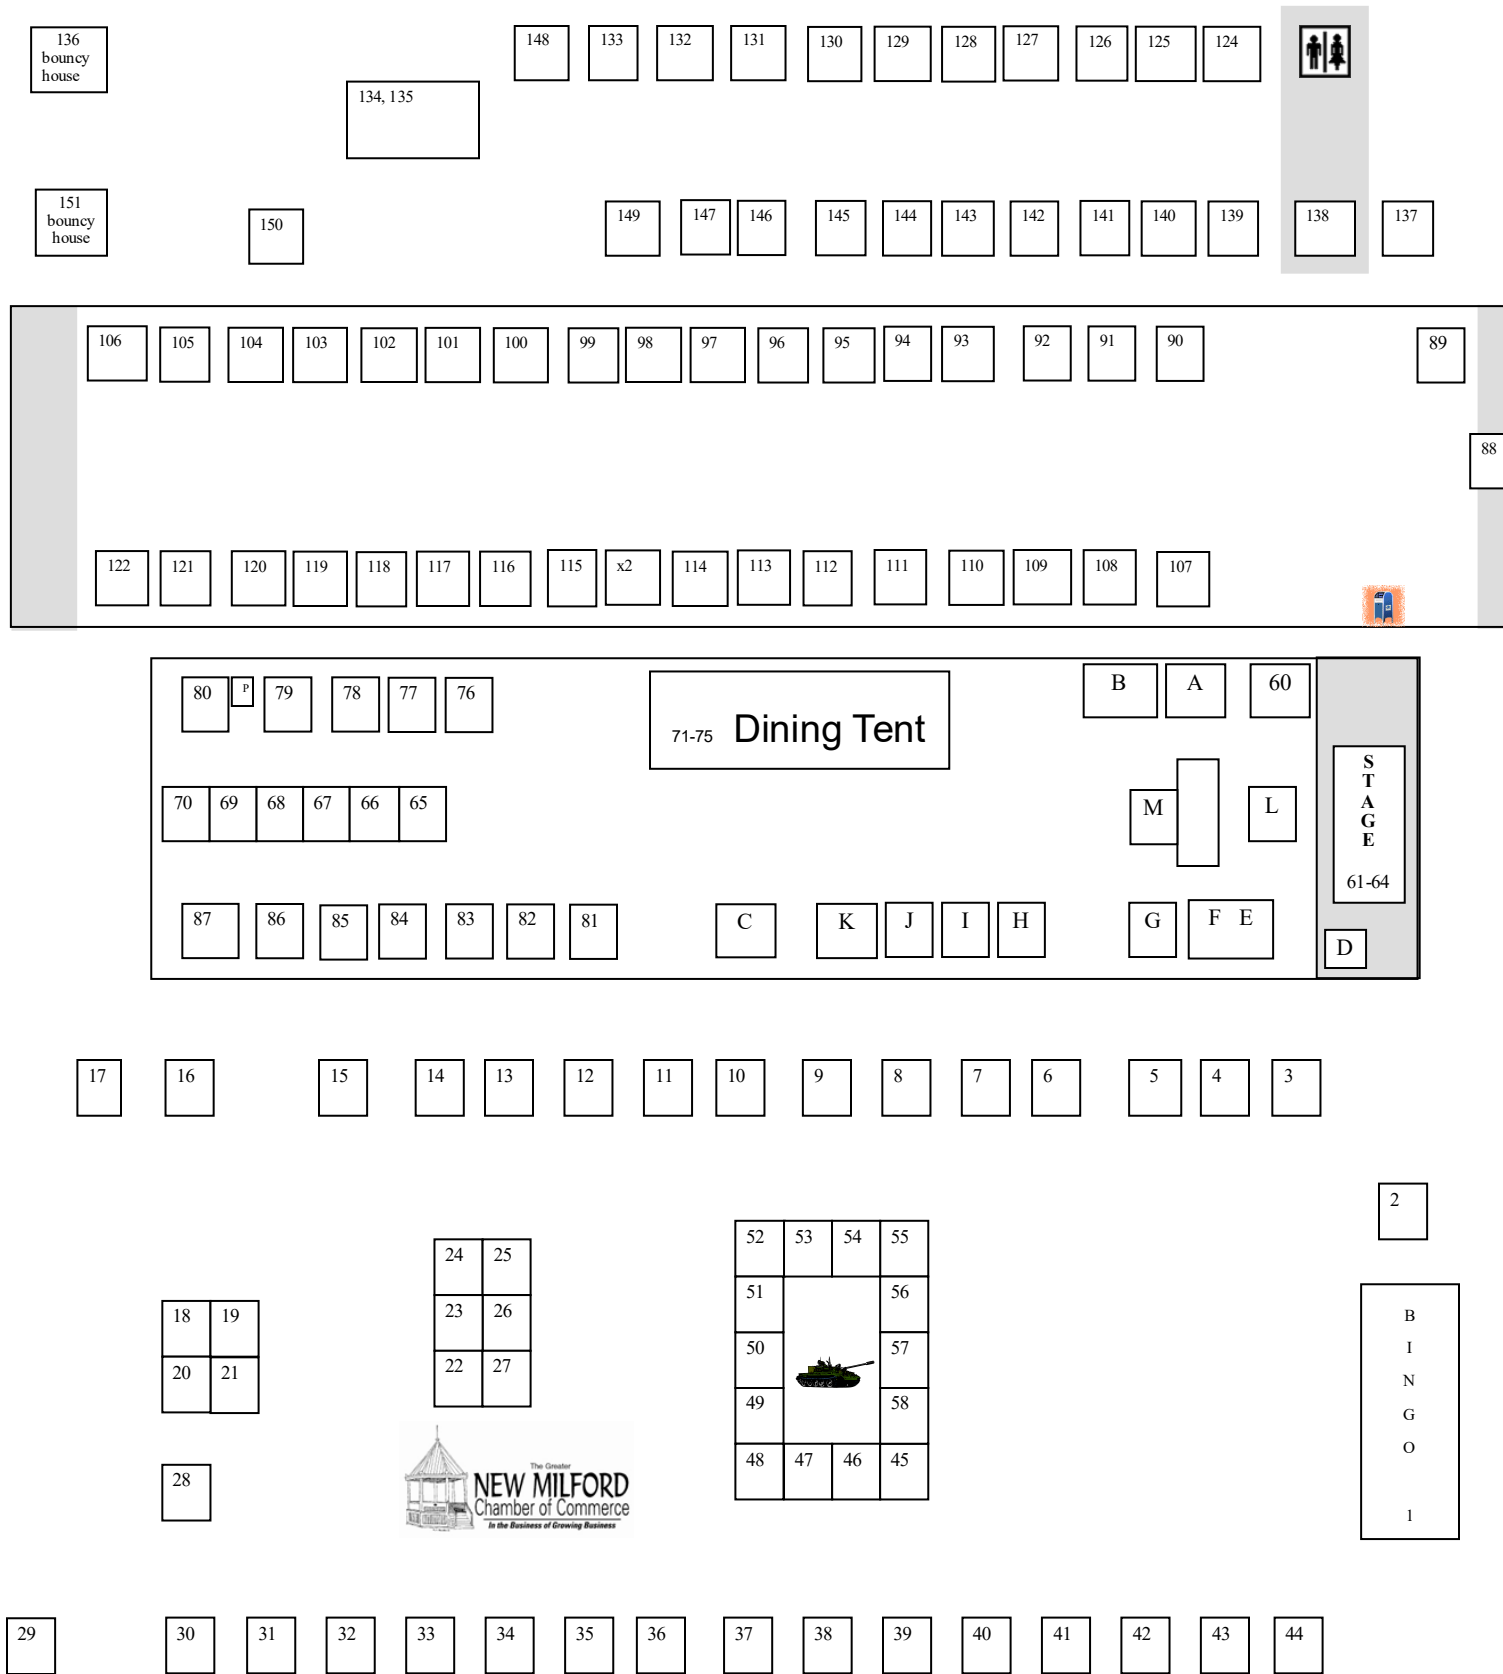 136
bouncy
house
148 133 132 131 130 129 128 127 126 125 124
134, 135
151
bouncy
house
150 149 147 146 145 144 143 142 141 140 139 138 137
106 105 104 103 102 101 100 99 98 97 96 95 94 93 92 91 90 89
88
122 121 120 119 118 117 116 115 x2 114 113 112 111 110 109 108 107
80 P 79 78 77 76
71-75 Dining Tent
B A 60
70 69 68 67 66 65
M L
S
T
A
G
E
61-64
87 86 85 84 83 82 81 C K J I H G F E
D
17 16 15 14 13 12 11 10 9 8 7 6 5 4 3
2
52 53 54 55
24 25
51 56
23 26
18 19
50 57
22 27
20 21
49 58
48 47 46 45
28
B
I
N
G
O
1
The Greater
NEW MILFORD
Chamber of Commerce
In the Business of Growing Business
29 30 31 32 33 34 35 36 37 38 39 40 41 42 43 44